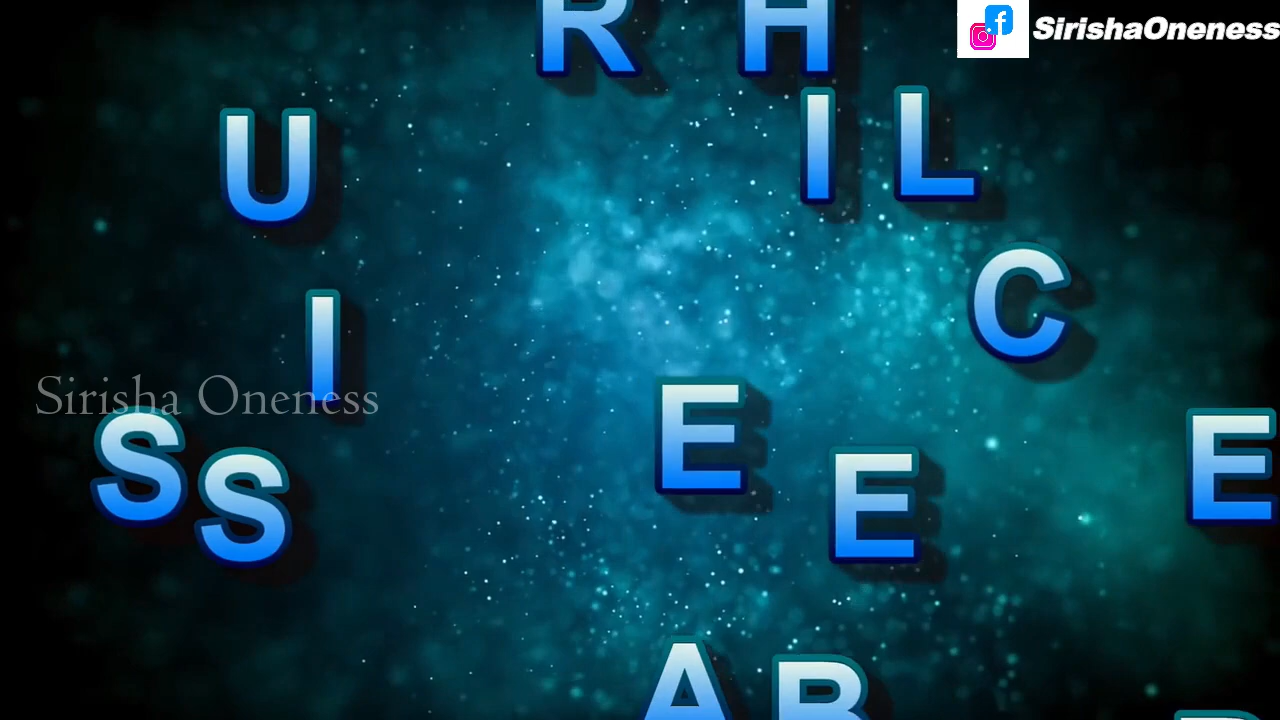 R H
SirishaOneness
U I L
C
I
Sirisha Oneness
S S E E E
A B